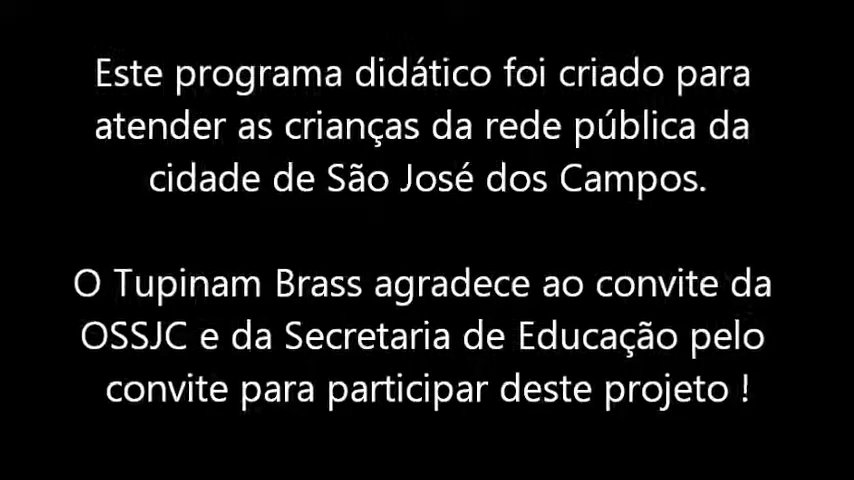 Este programa didático foi criado para
atender as crianças da rede pública da
cidade de São José dos Campos.
O Tupinam Brass agradece ao convite da
OSSJC e da Secretaria de Educação pelo
convite para participar deste projeto !